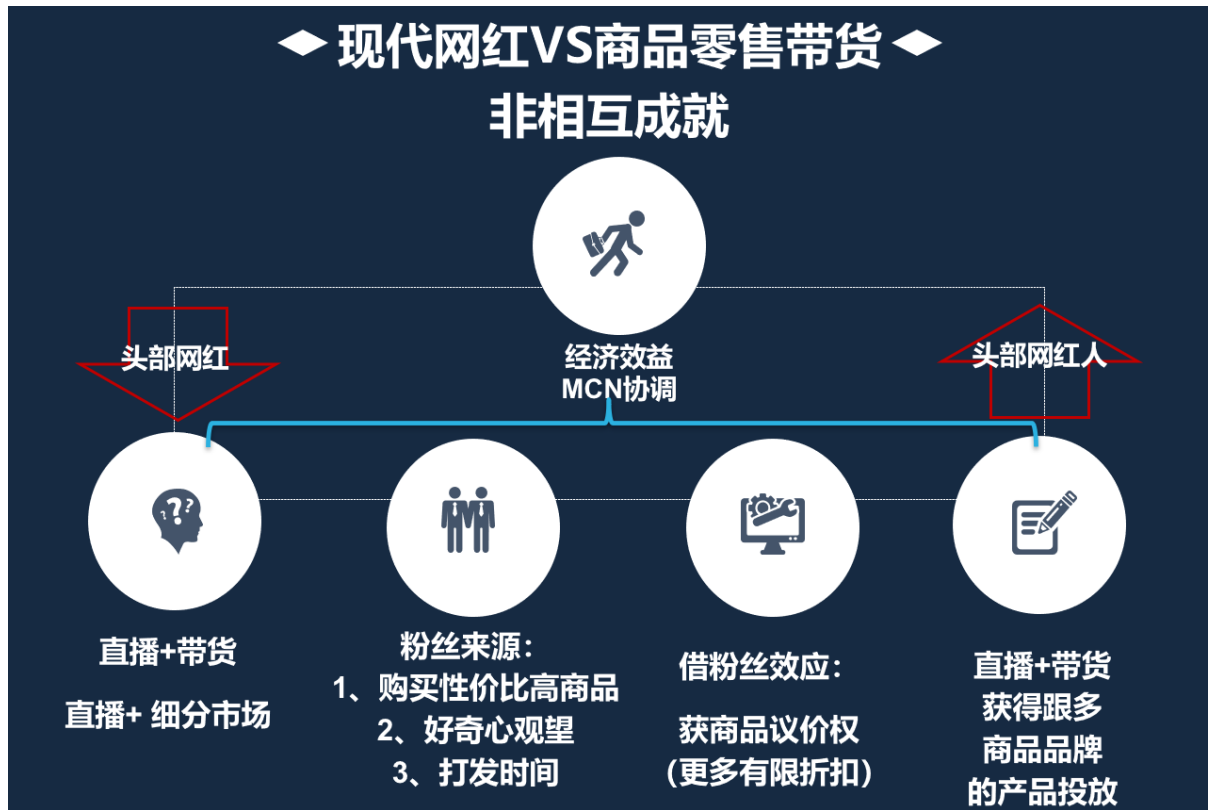 现代网红VS商品零售带货
非相互成就
头部网红
经济效益
MCN协调
头部网红人
直播+带货
直播+ 细分市场
粉丝来源：
1、购买性价比高商品
2、好奇心观望
3、打发时间
借粉丝效应：
获商品议价权
（更多有限折扣）
直播+带货
获得跟多
商品品牌
的产品投放